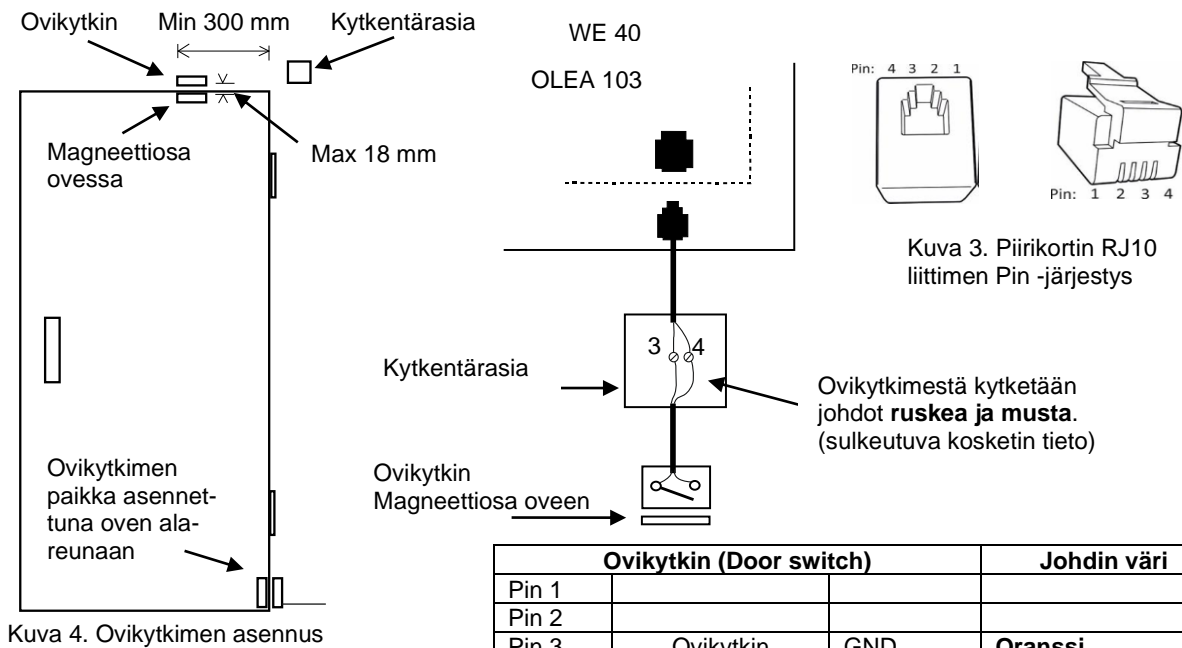 Ovikytkin
Min 300 mm
Kytkentärasia
Magneettiosa
ovessa
Max 18 mm
Ovikytkimen
paikka asennet-
tuna oven ala-
reunaan
Kuva 4. Ovikytkimen asennus
WE 40
OLEA 103
Kytkentärasia
3 4
Ovikytkimestä kytketään
johdot ruskea ja musta.
(sulkeutuva kosketin tieto)
Ovikytkin
Magneettiosa oveen
Pin: 4 3 2 1
Pin: 1 2 3 4
Kuva 3. Piirikortin RJ10
liittimen Pin -järjestys
Ovikytkin (Door switch) Johdin väri
Pin 1
Pin 2
Pin 3 Ovikytkin GND Oranssi